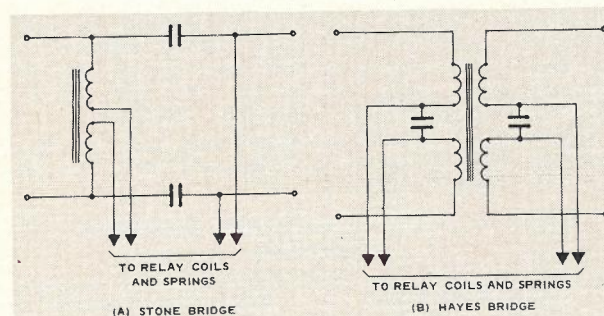 TO RELAY COILS
AND SPRINGS
(A) STONE BRIDGE
TO RELAY COILS AND SPRINGS
(B) HAYES BRIDGE